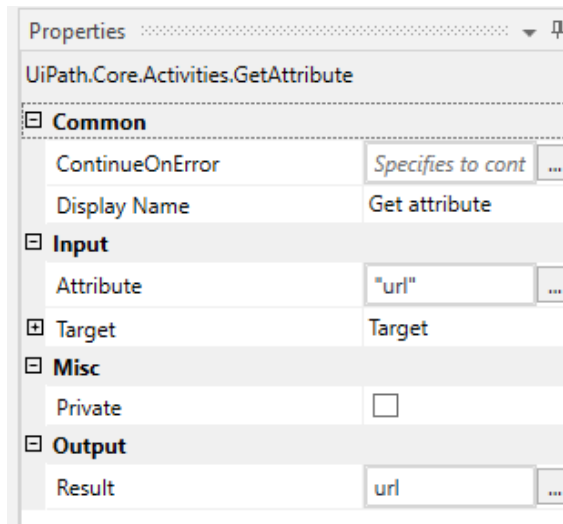 Properties
UiPath.Core.Activities.GetAttribute
Common
ContinueOnError Specifies to cont ...
Display Name Get attribute
Input
Attribute "url" ...
Target Target
Misc
Private
Output
Result url ...